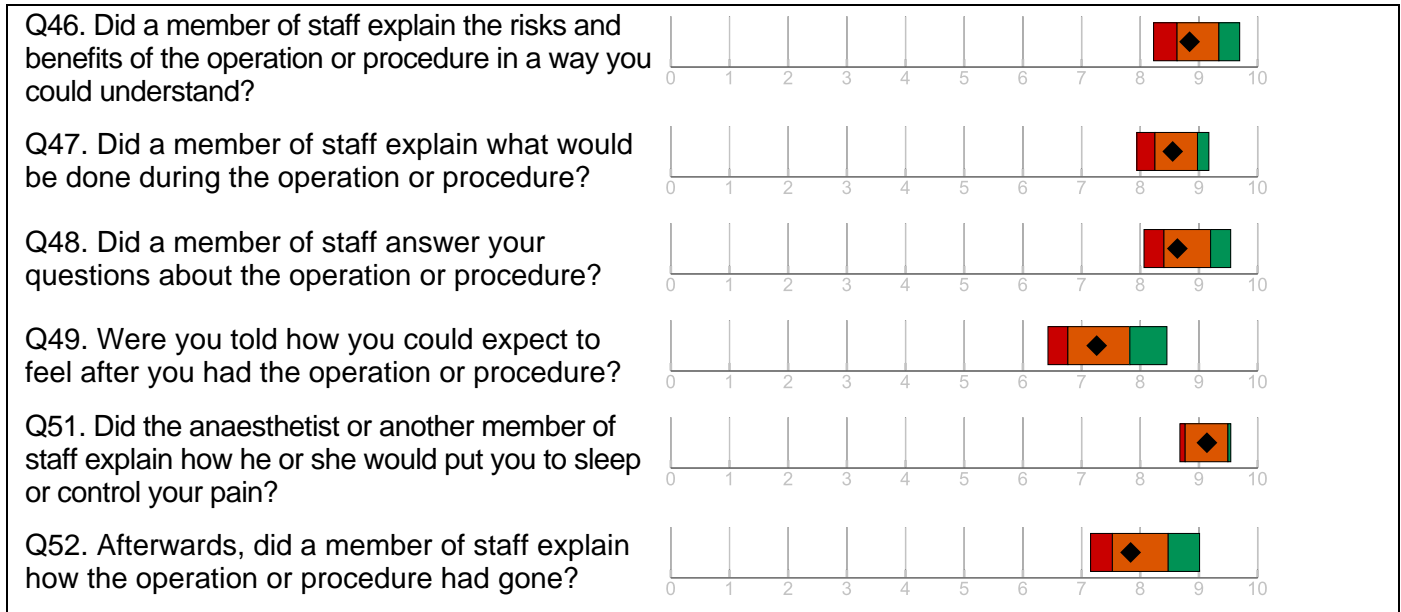 Q46. Did a member of staff explain the risks and
benefits of the operation or procedure in a way you
could understand?
0 1 2 3 4 5 6 7 8 9 10
Q47. Did a member of staff explain what would
be done during the operation or procedure?
0 1 2 3 4 5 6 7 8 9 10
Q48. Did a member of staff answer your
questions about the operation or procedure?
0 1 2 3 4 5 6 7 8 9 10
Q49. Were you told how you could expect to
feel after you had the operation or procedure?
0 1 2 3 4 5 6 7 8 9 10
Q51. Did the anaesthetist or another member of
staff explain how he or she would put you to sleep
or control your pain?
0 1 2 3 4 5 6 7 8 9 10
Q52. Afterwards, did a member of staff explain
how the operation or procedure had gone?
0 1 2 3 4 5 6 7 8 9 10